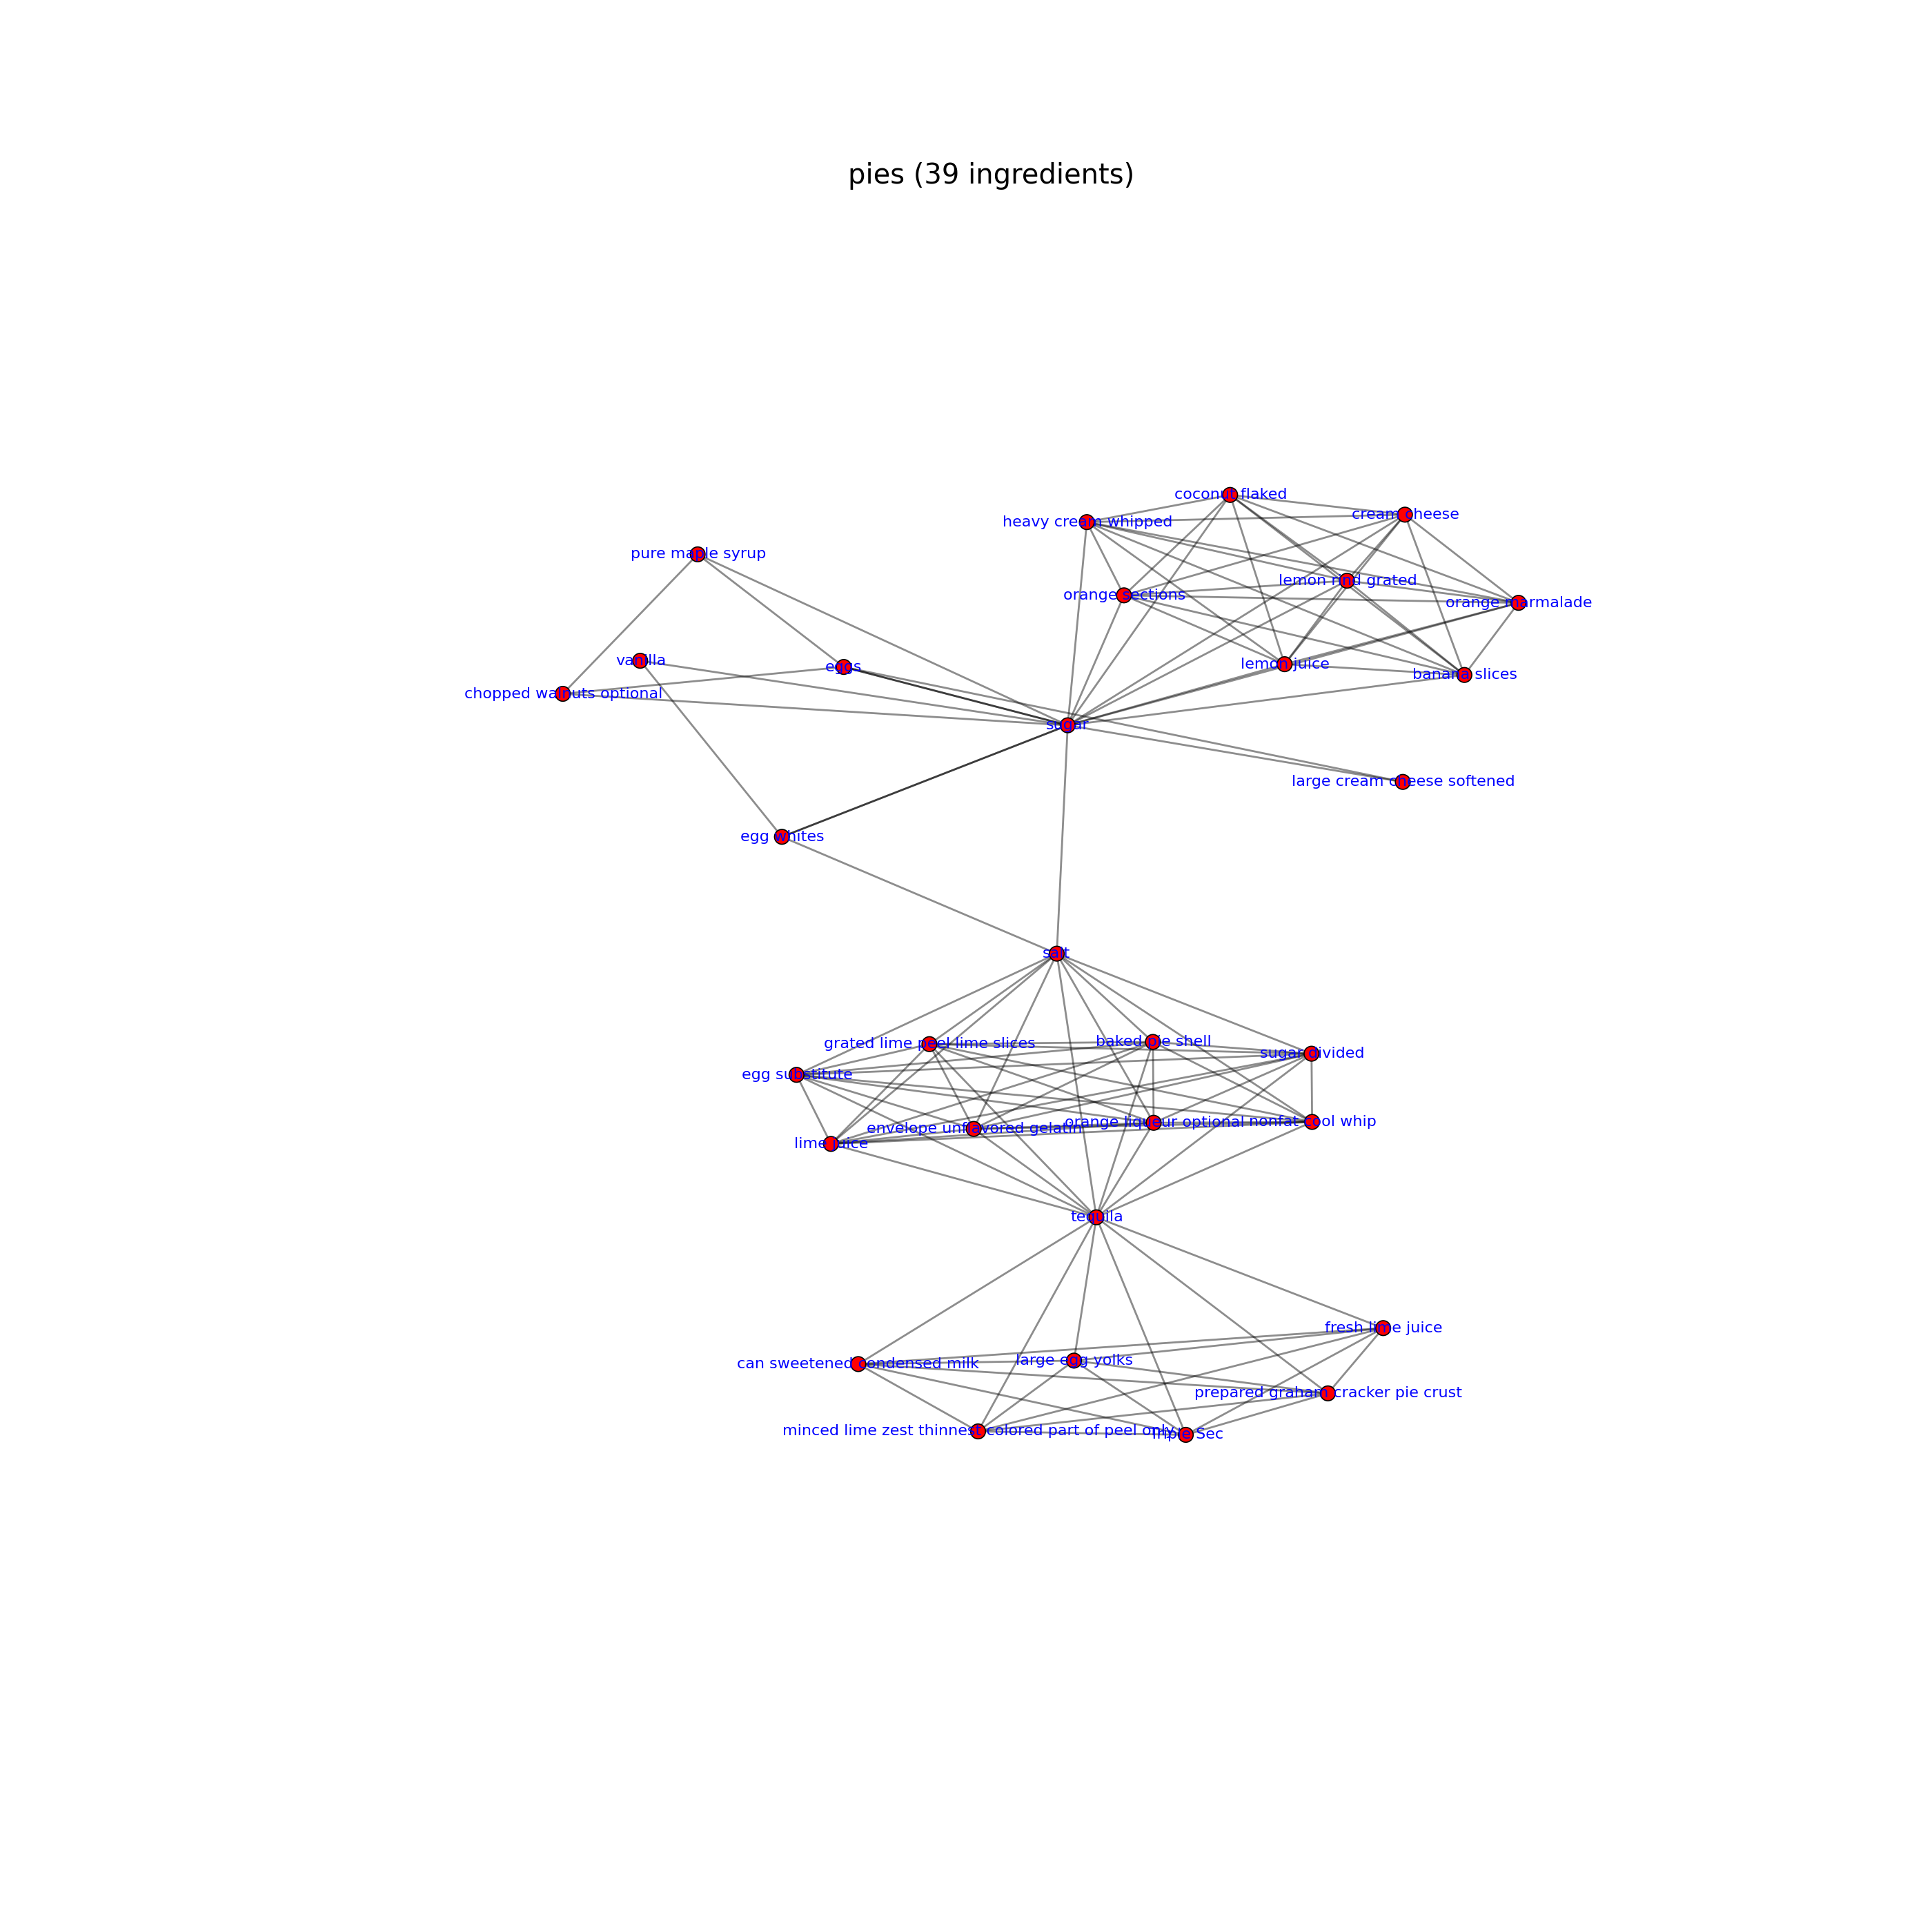 pies (39 ingredients)
coconut flaked
cream cheese
heavy cream whipped
pure maple syrup
lemon rind grated
orange sections
orange marmalade
vanilla
eggs
lemon juice
banana slices
chopped walnuts optional
sugar
large cream cheese softened
egg whites
salt
grated lime peel lime slices
baked pie shell
sugar divided
egg substitute
envelope unflavored gelatin
orange liqueur optional
nonfat cool whip
lime juice
tequila
fresh lime juice
can sweetened condensed milk
large egg yolks
prepared graham cracker pie crust
minced lime zest thinnest colored part of peel only
Triple Sec